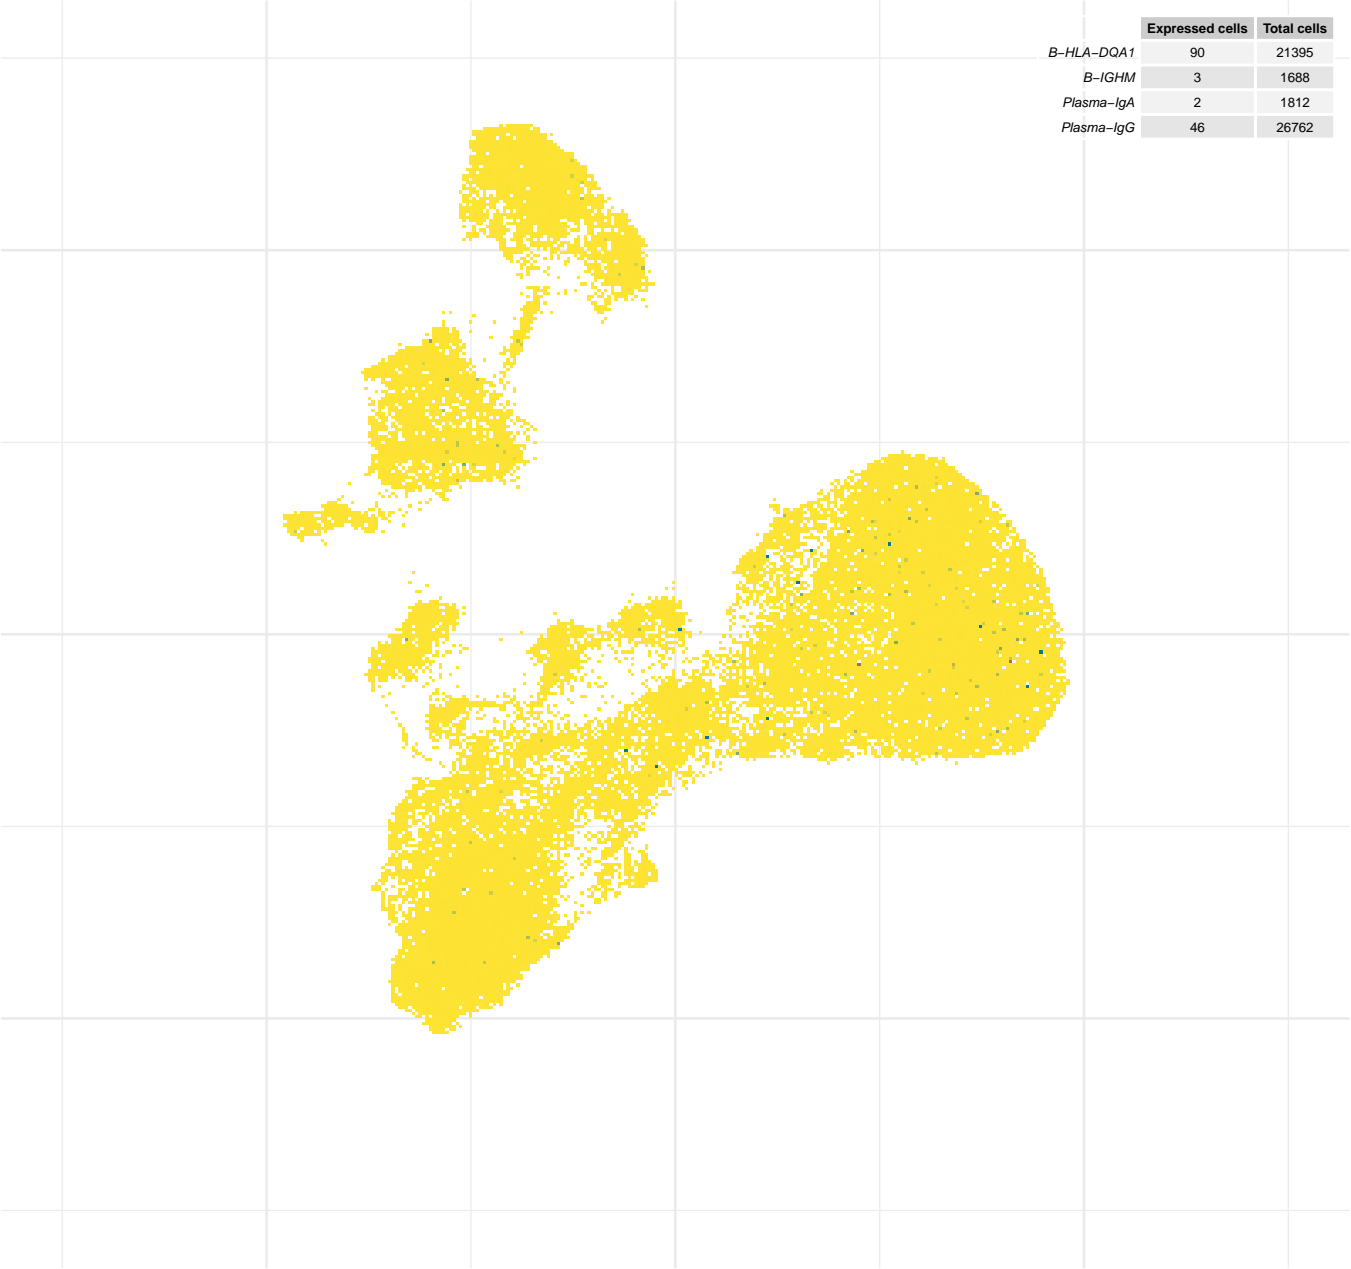 Expressed cells Total cells
B−HLA−DQA1 90 21395
B−IGHM 3 1688
Plasma−IgA 2 1812
Plasma−IgG 46 26762